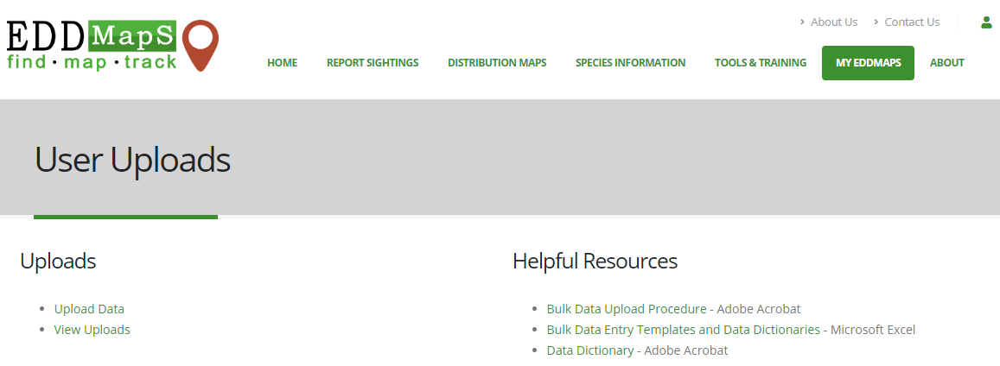 EDDMapS
find · map · track
About Us
Contact Us
HOME
REPORT SIGHTINGS
DISTRIBUTION MAPS
SPECIES INFORMATION
TOOLS & TRAINING
MY EDDMAPS
ABOUT
User Uploads
Uploads
Upload Data
View Uploads
Helpful Resources
Bulk Data Upload Procedure - Adobe Acrobat
Bulk Data Entry Templates and Data Dictionaries - Microsoft Excel
Data Dictionary - Adobe Acrobat